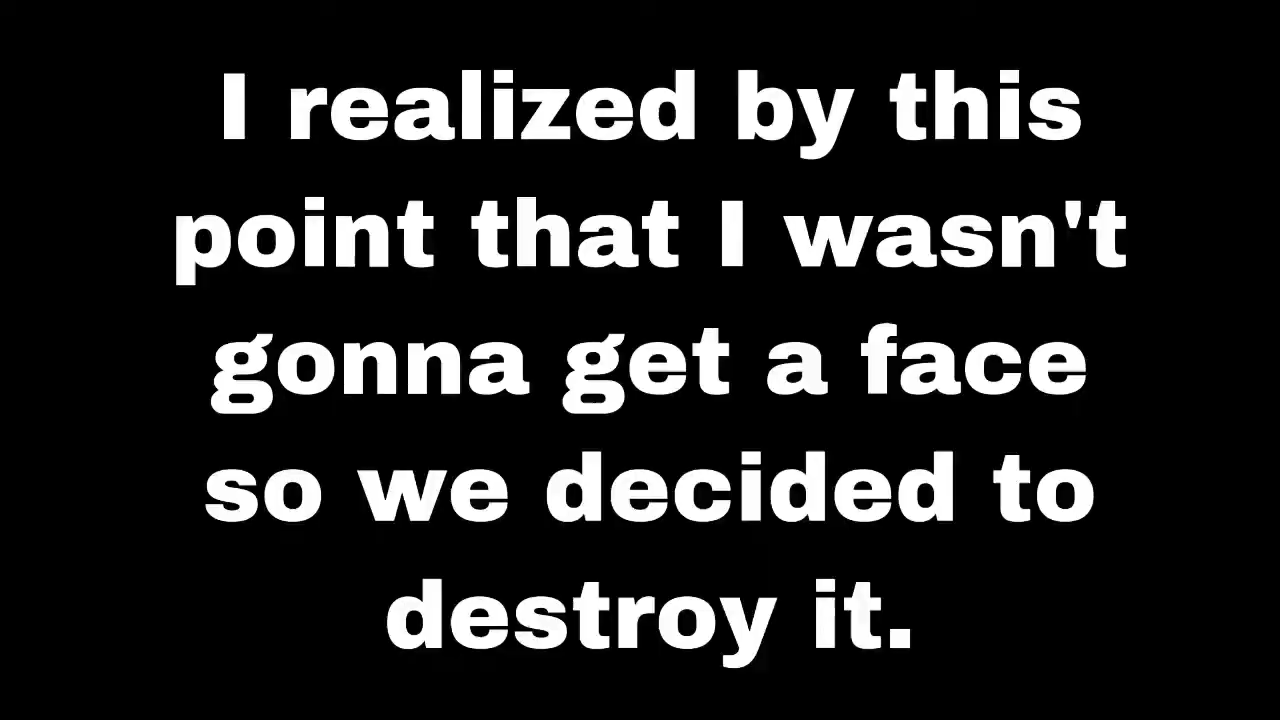 I realized by this
point that I wasn't
gonna get a face
so we decided to
destroy it.